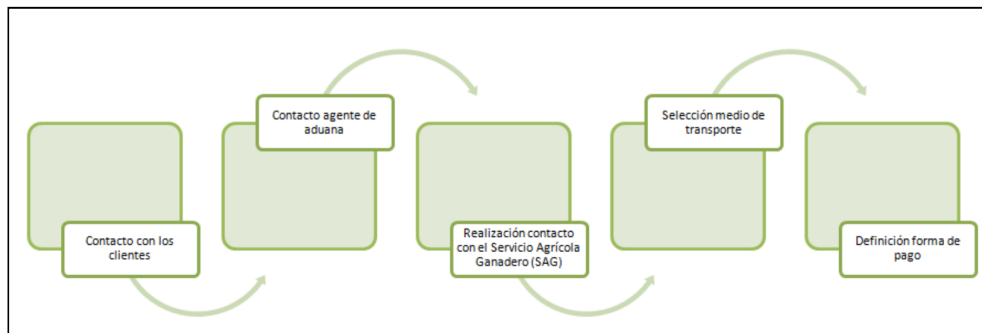 Contacto con los
clientes
Contacto agente de
aduana
Realización contacto
con el Servicio Agrícola
Ganadero (SAG)
Selección medio de
transporte
Definición forma de
pago